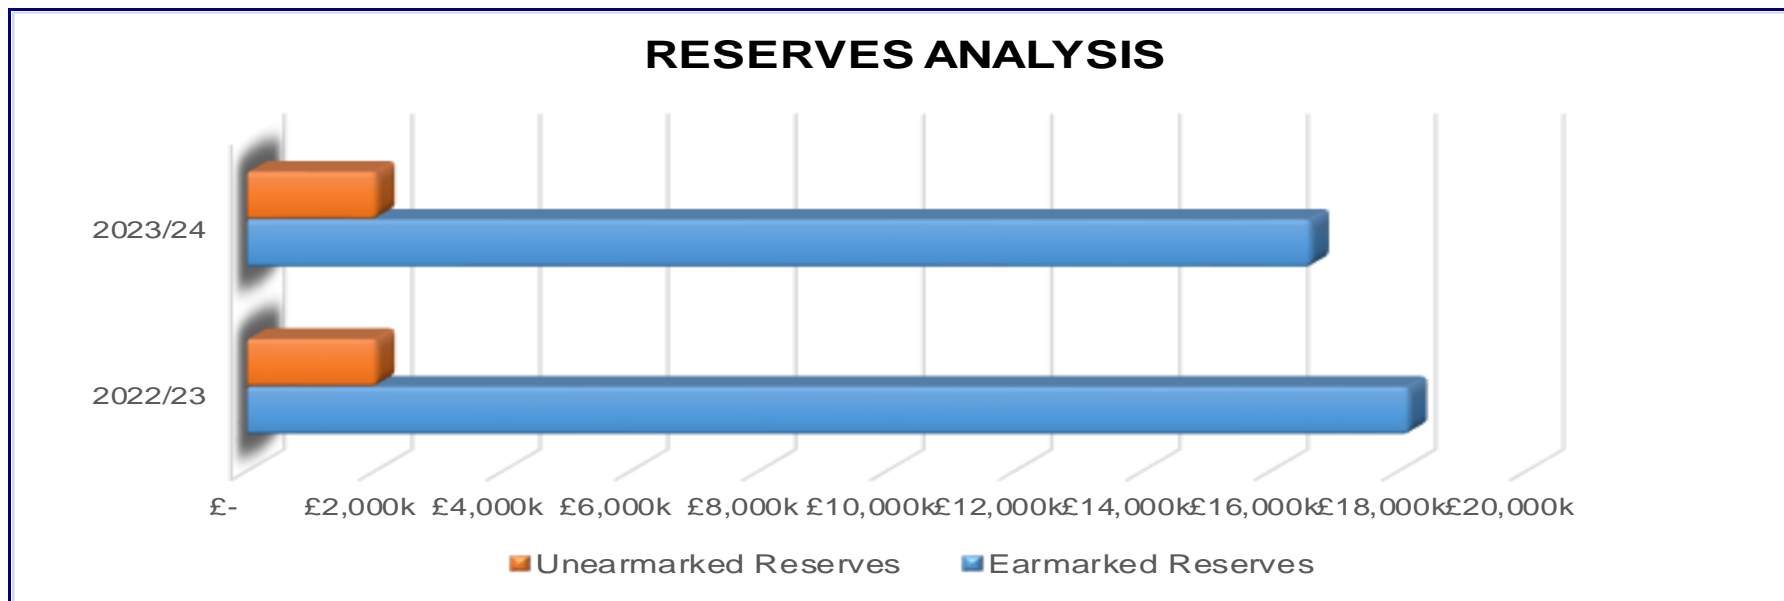 RESERVES ANALYSIS
2023/24
2022/23
£- £2,000k £4,000k £6,000k £8,000k £10,000k £12,000k £14,000k £16,000k £18,000k £20,000k
Unearmarked Reserves Earmarked Reserves